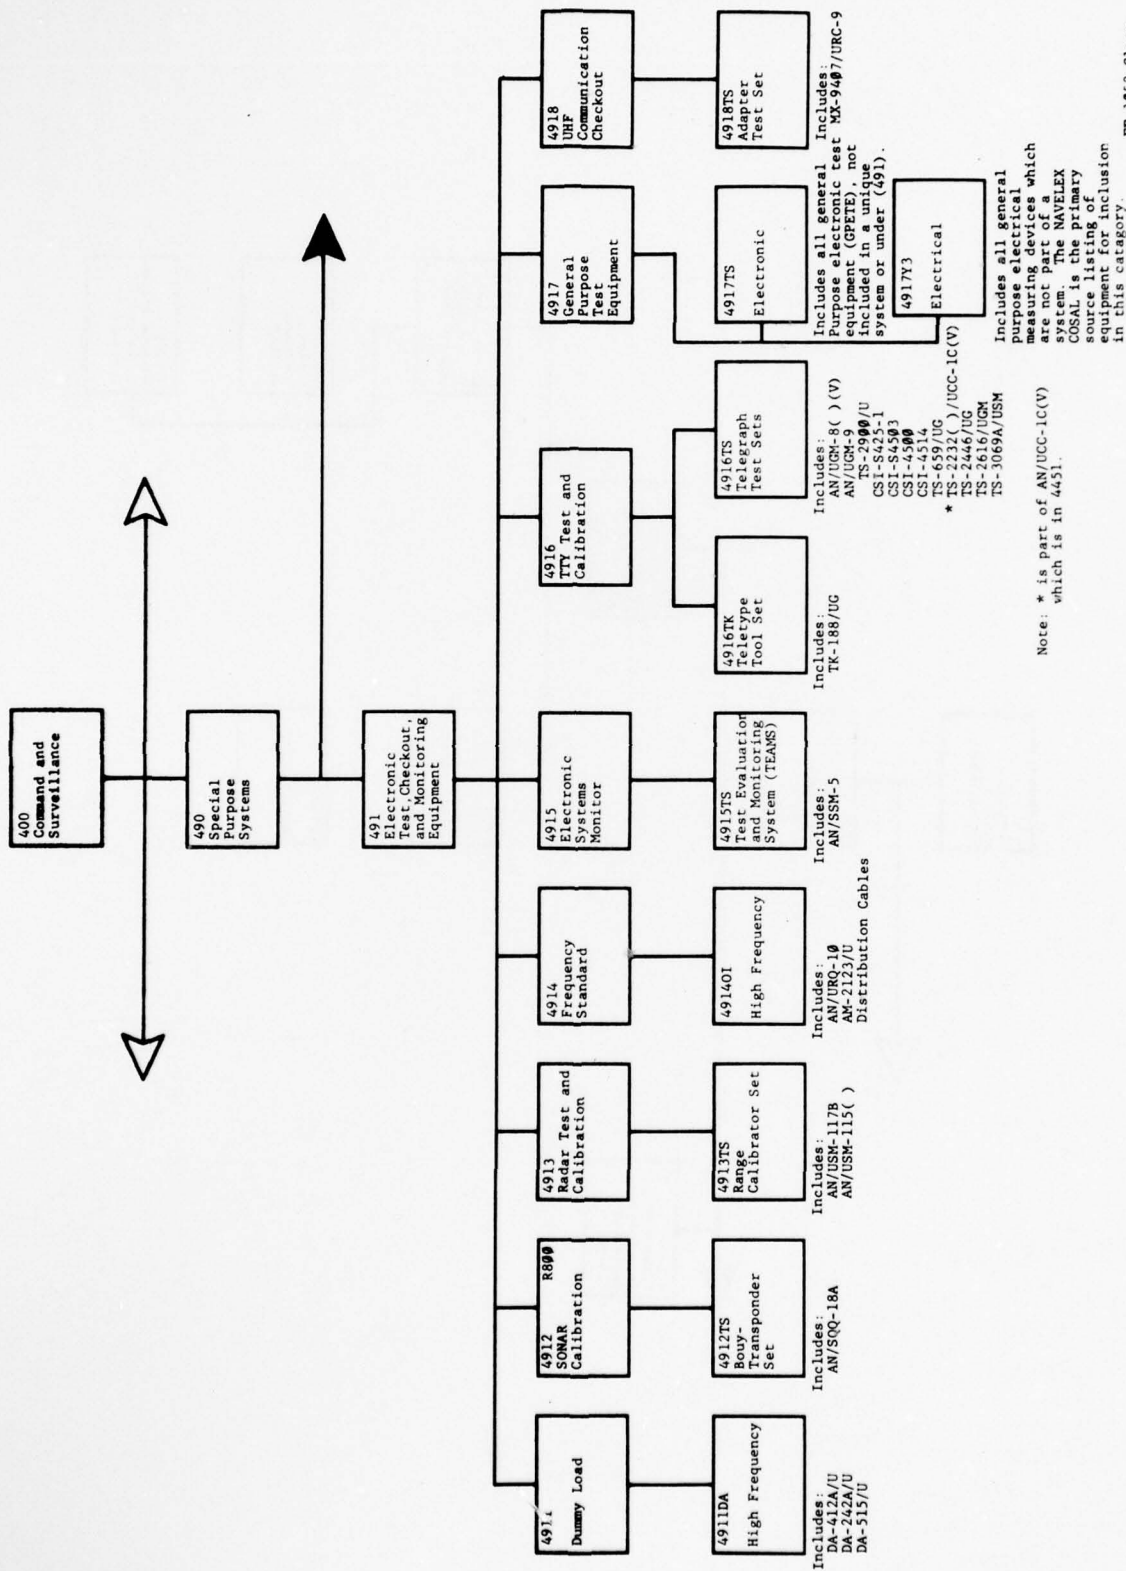 400
Command and
Surveillance
490
Special
Purpose
Systems
491
Electronic
Test, Checkout,
and Monitoring
Equipment
Dummy Load
4912 R800
SONAR
Calibration
4913
Radar Test and
Calibration
4914
Frequency
Standard
4915
Electronic
Systems
Monitor
4916
TTY Test and
Calibration
4917
General
Purpose
Test
Equipment
4918
UHF
Communication
Checkout
4911DA
High Frequency
Includes:
DA-412A/U
DA-242A/U
DA-515/U
4912TS
Bouy-
Transponder
Set
Includes:
AN/SQQ-18A
4913TS
Range
Calibrator Set
Includes:
AN/USM-117B
AN/USM-115( )
4914OI
High Frequency
Includes:
AN/URQ-10
AM-2123/U
Distribution Cables
4915TS
Test Evaluation
and Monitoring
System (TEAMS)
Includes:
AN/SSM-5
4916TK
Teletype
Tool Set
Includes:
TK-188/UG
4916TS
Telegraph
Test Sets
Includes:
AN/UGM-8( )(V)
AN/UGM-9
TS-2900/U
CSI-S425-1
CSI-S4503
CSI-4500
CSI-4514
TS-659/UG
* TS-2232( )/UCC-1C(V)
TS-2446/UG
TS-2616/UGM
TS-3069A/USM
Note: * is part of AN/UCC-1C(V)
which is in 4451.
4917TS
Electronic
Includes all general
Purpose electronic test
equipment (GPETE), not
included in a unique
system or under (491).
4917Y3
Electrical
Includes all general
purpose electrical
measuring devices which
are not part of a
system. The NAVELEX
COSAL is the primary
source listing of
equipment for inclusion
in this catagory.
4918TS
Adapter
Test Set
Includes:
MX-9407/URC-9